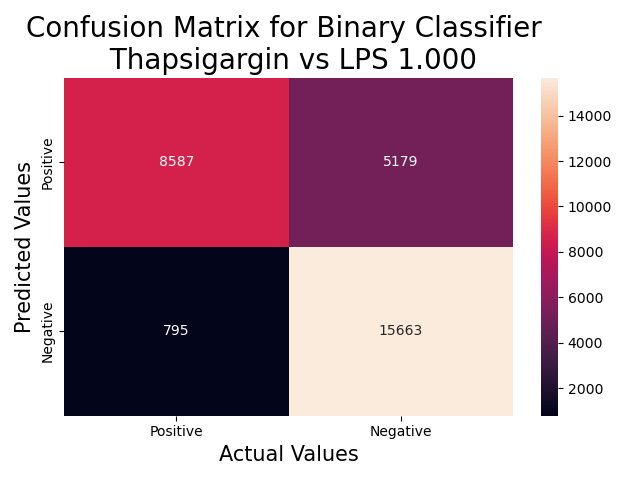 Confusion Matrix for Binary Classifier
Thapsigargin vs LPS 1.000
Predicted Values
Positive
Negative
8587
5179
795
15663
Positive
Negative
Actual Values
14000
12000
10000
8000
6000
4000
2000